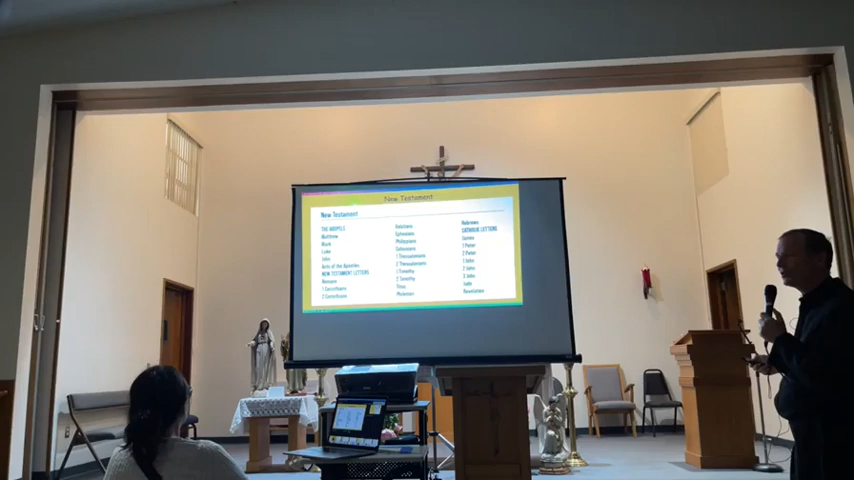 New Testament
New Testament
THE GOSPELS
Matthew
Mark
Luke
John
Acts of the Apostles
NEW TESTAMENT LETTERS
Romans
1 Corinthians
2 Corinthians
Galatians
Ephesians
Philippians
Colossians
1 Thessalonians
2 Thessalonians
1 Timothy
2 Timothy
Titus
Philemon
Hebrews
CATHOLIC LETTERS
James
1 Peter
2 Peter
1 John
2 John
3 John
Jude
Revelation